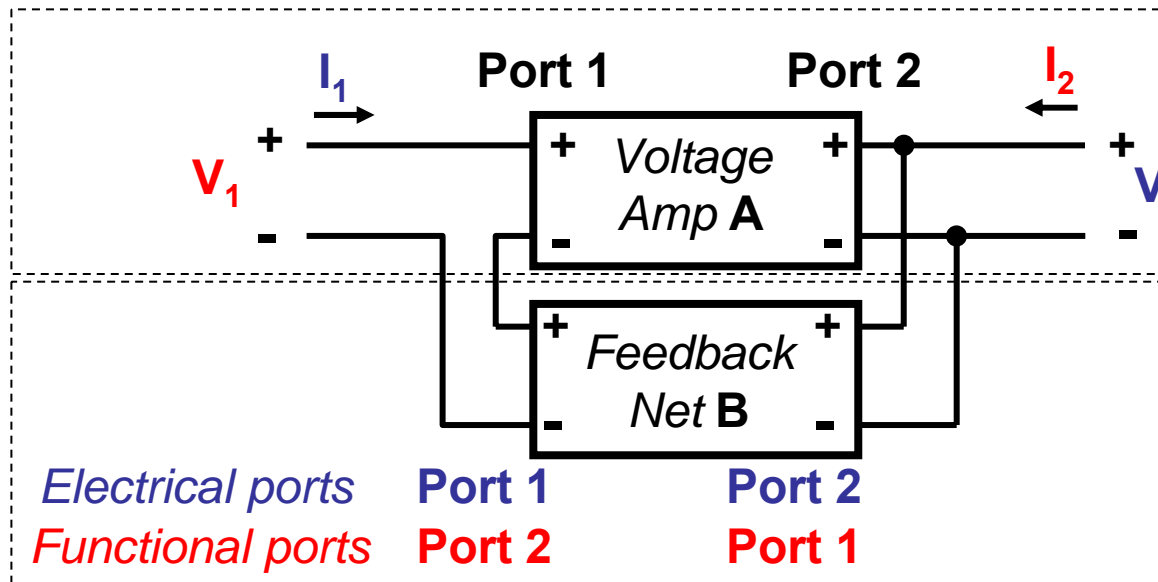 Port 1 Port 2
I1 I2
+ + Voltage + +
V1 Amp A V
- - - -
+ Feedback +
- Net B -
Electrical ports Port 1 Port 2
Functional ports Port 2 Port 1